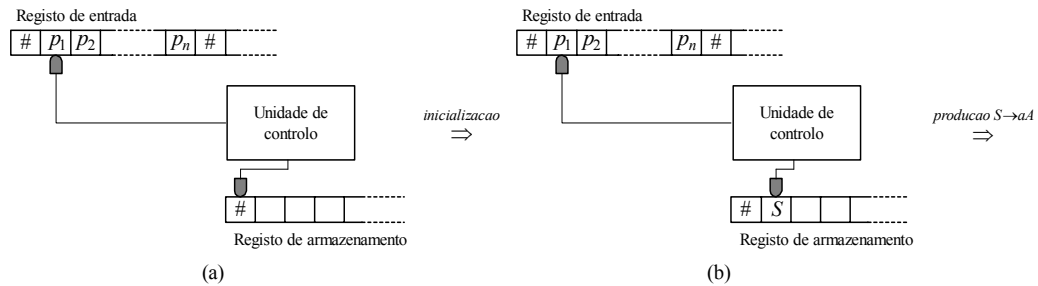 Registo de entrada
# p1 p2 pn #
Unidade de
controlo
#
Registo de armazenamento
(a)
inicializacao
⇒
Registo de entrada
# p1 p2 pn #
Unidade de
controlo
# S
Registo de armazenamento
(b)
producao S→aA
⇒